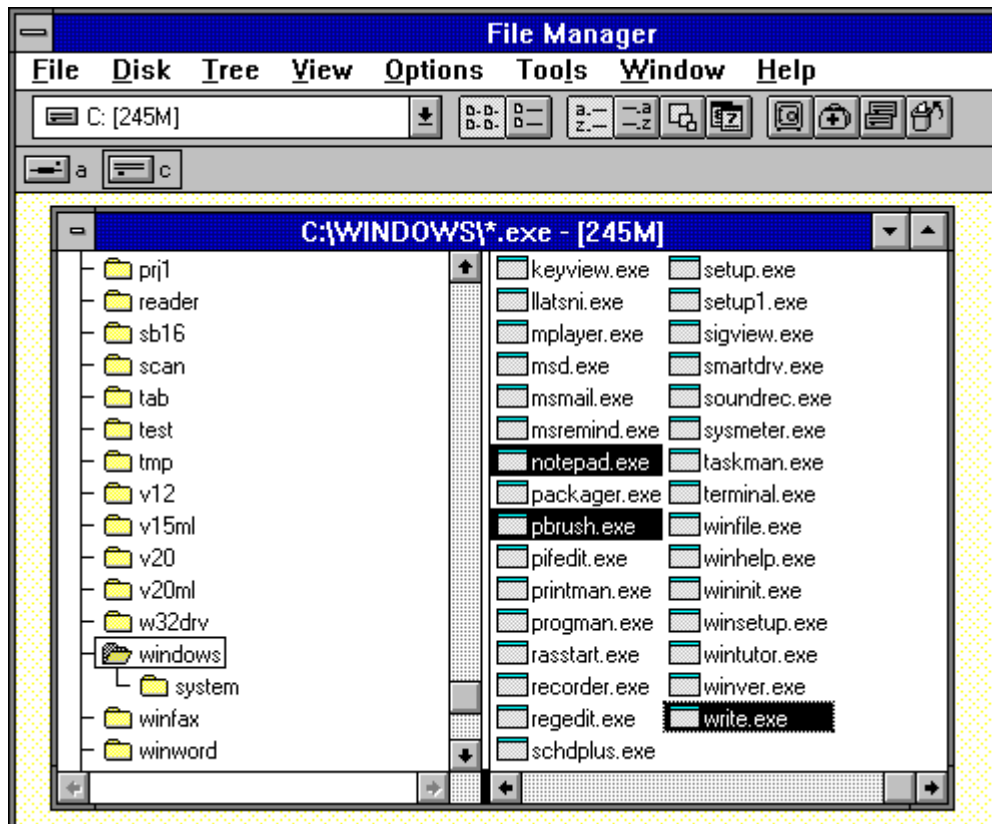 File Manager
File Disk Tree View Options Tools Window Help
C: [245M]
a c
C:\WINDOWS\*.exe - [245M]
prj1
reader
sb16
scan
tab
test
tmp
v12
v15ml
v20
v20ml
w32drv
windows
system
winfax
winword
keyview.exe
llatsni.exe
mplayer.exe
msd.exe
msmail.exe
msremind.exe
notepad.exe
packager.exe
pbrush.exe
pifedit.exe
printman.exe
progman.exe
rasstart.exe
recorder.exe
regedit.exe
schdplus.exe
setup.exe
setup1.exe
sigview.exe
smartdrv.exe
soundrec.exe
sysmeter.exe
taskman.exe
terminal.exe
winfile.exe
winhelp.exe
wininit.exe
winsetup.exe
wintutor.exe
winver.exe
write.exe